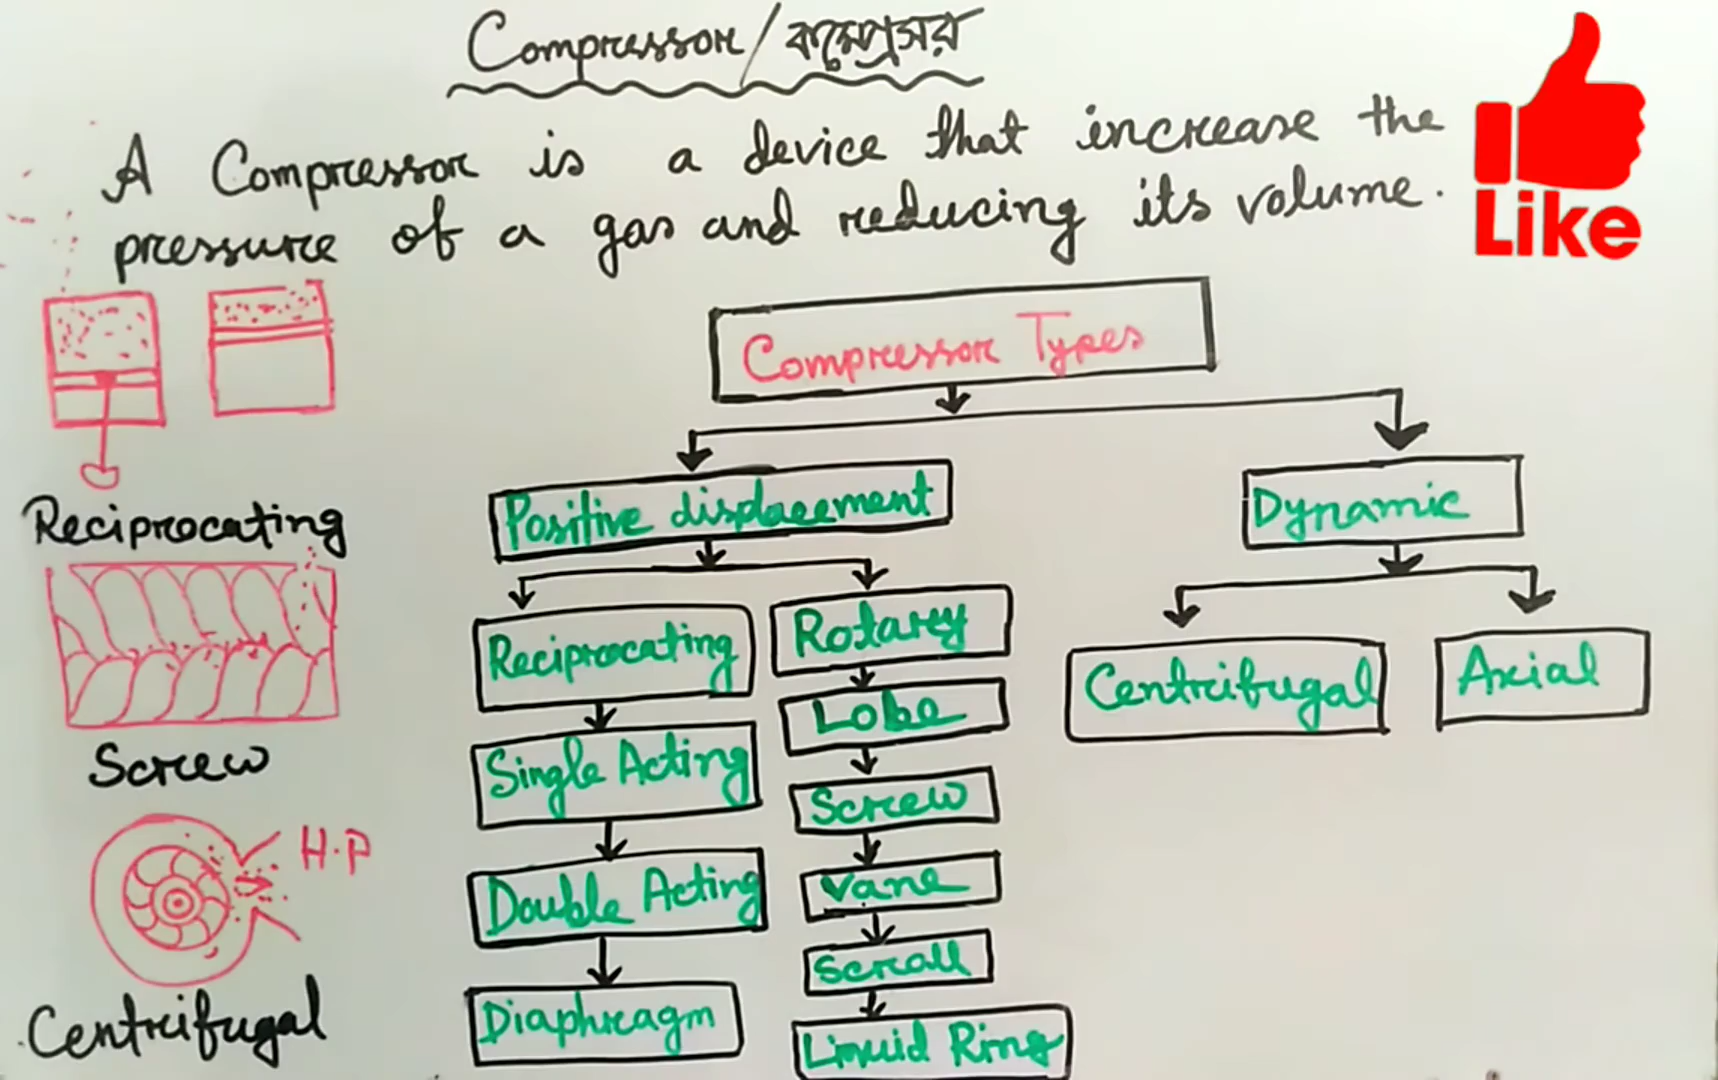 Compressor/কম্প্রেসর
A Compressor is a device that increase the
pressure of a gas and reducing its volume.
Like
Compressor Types
Positive displacement
Dynamic
Reciprocating
Reciprocating
Rotary
Centrifugal
Axial
Lobe
Screw
Single Acting
Screw
H.P
Double Acting
Vane
Scroll
Centrifugal
Diaphragm
Liquid Ring